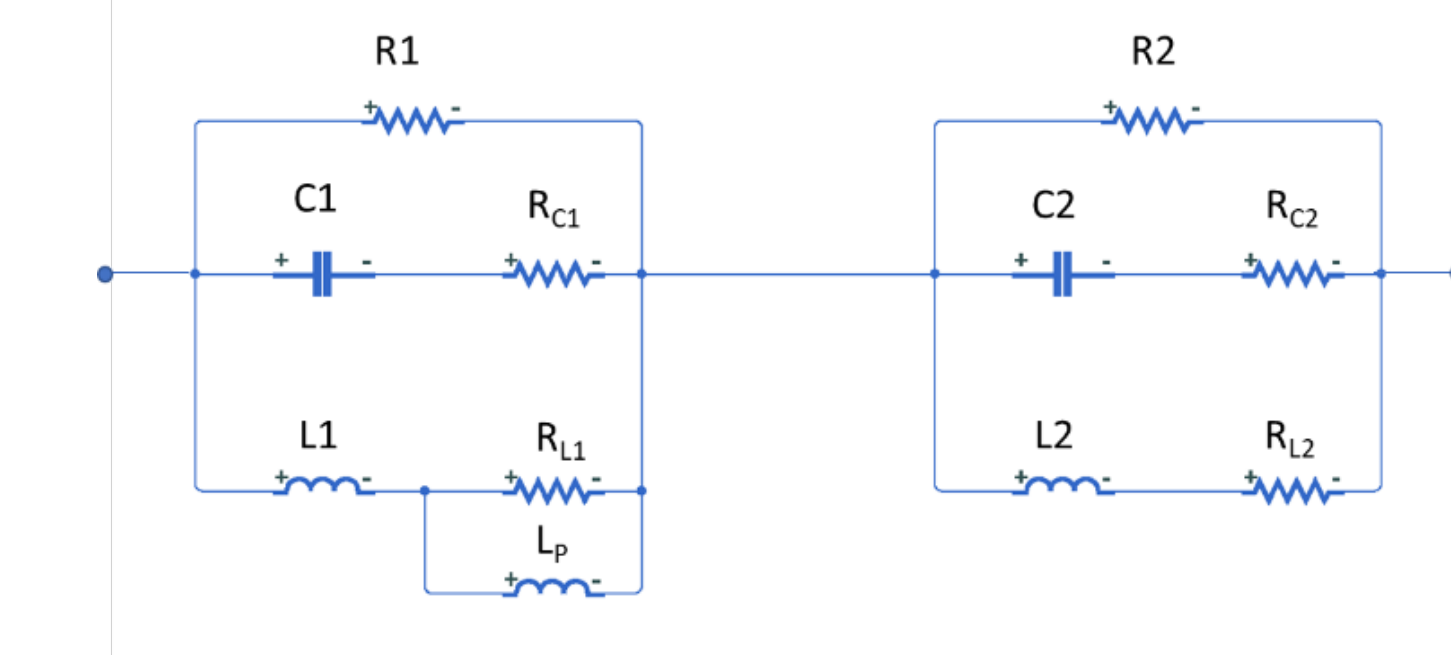 R1
R2
+ -
+ -
C1
RC1
C2
RC2
+ -
+ -
+ -
+ -
L1
RL1
L2
RL2
+ -
+ -
+ -
+ -
LP
+ -